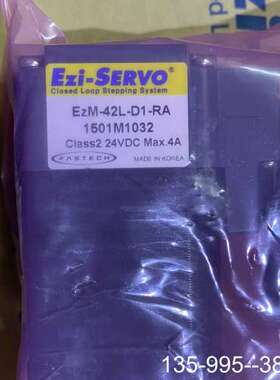 Ezi-SERVO®
Closed Loop Stepping System
EzM-42L-D1-RA
1501M1032
Class2 24VDC Max.4A
FASTECH
MADE IN KOREA
135-995--38